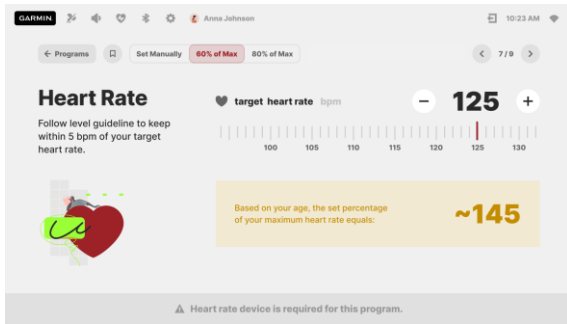 GARMIN Anna Johnson 10:23 AM
← Programs Set Manually 60% of Max 80% of Max 7/9
Heart Rate
Follow level guideline to keep
within 5 bpm of your target
heart rate.
target heart rate bpm − 125 +
100 105 110 115 120 125 130
Based on your age, the set percentage
of your maximum heart rate equals:
~145
Heart rate device is required for this program.